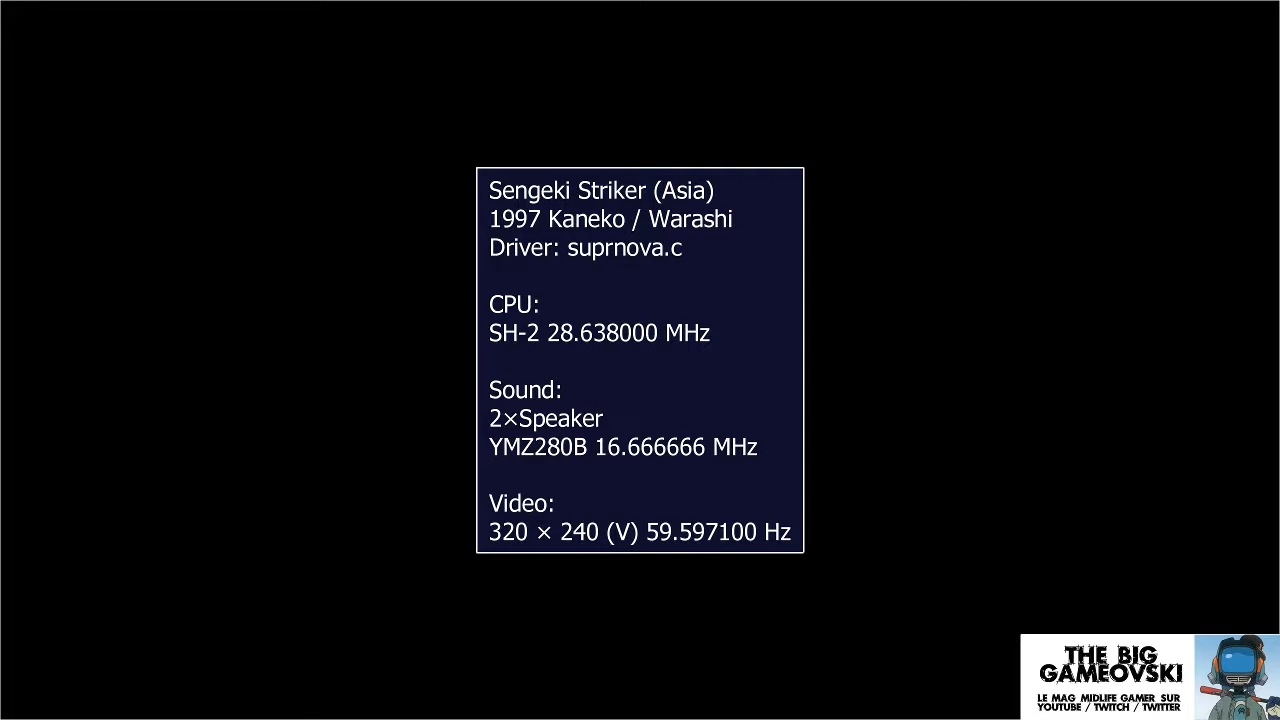 Sengeki Striker (Asia)
1997 Kaneko / Warashi
Driver: suprnova.c
CPU:
SH-2 28.638000 MHz
Sound:
2×Speaker
YMZ280B 16.666666 MHz
Video:
320 × 240 (V) 59.597100 Hz
THE BIG
GAMEOVSKI
LE MAG MIDLIFE GAMER SUR
YOUTUBE / TWITCH / TWITTER